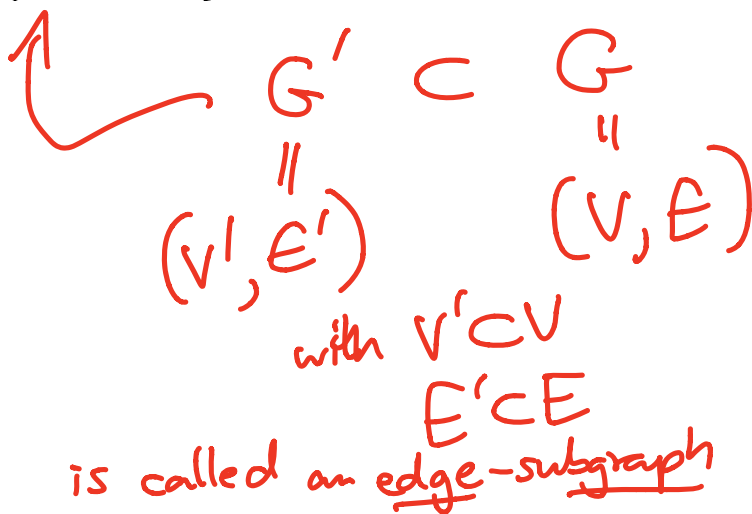 G' ⊂ G
= =
(V', E') (V, E)
with V' ⊂ V
E' ⊂ E
is called an edge-subgraph